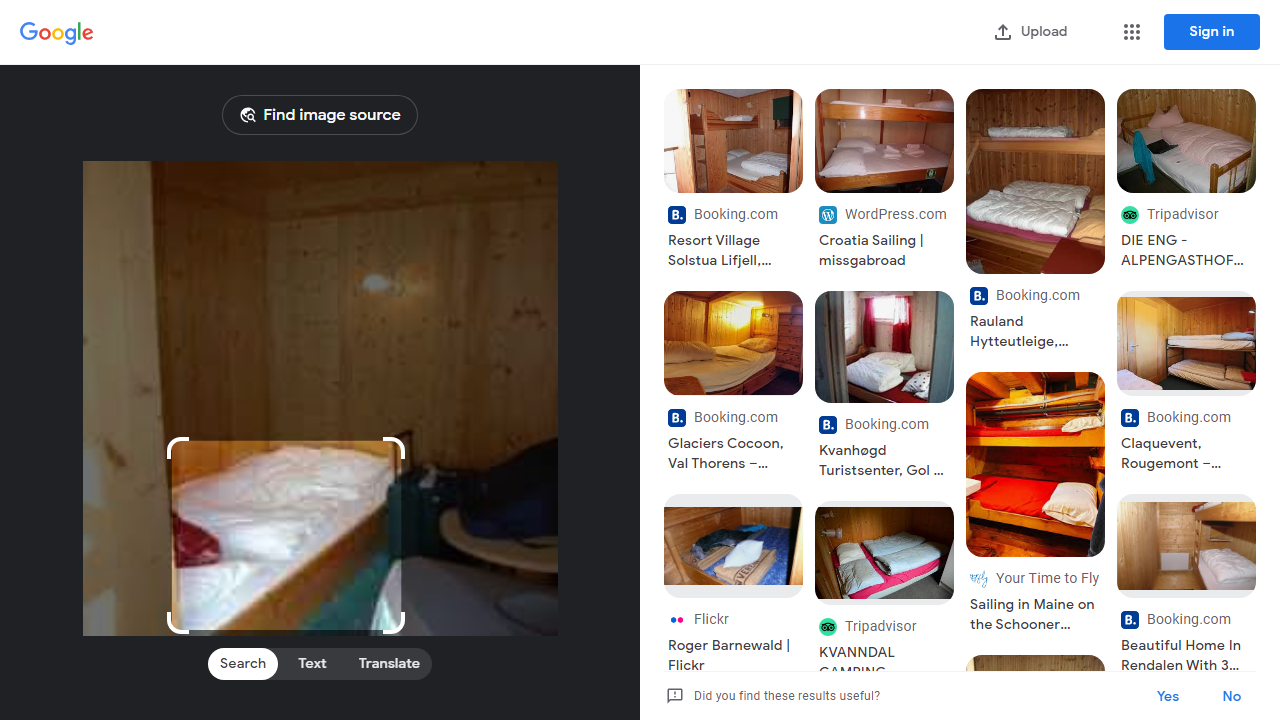 Google
Upload
Sign in
Find image source
Search
Text
Translate
Booking.com
Resort Village
Solstua Lifjell,...
WordPress.com
Croatia Sailing |
missgabroad
Booking.com
Rauland
Hytteutleige,...
Tripadvisor
DIE ENG -
ALPENGASTHOF...
Booking.com
Glaciers Cocoon,
Val Thorens –...
Booking.com
Kvanhøgd
Turistsenter, Gol ...
Your Time to Fly
Sailing in Maine on
the Schooner...
Booking.com
Claquevent,
Rougemont –...
Flickr
Roger Barnewald |
Flickr
Tripadvisor
KVANNDAL
CAMPING
Booking.com
Beautiful Home In
Rendalen With 3...
Did you find these results useful?
Yes
No